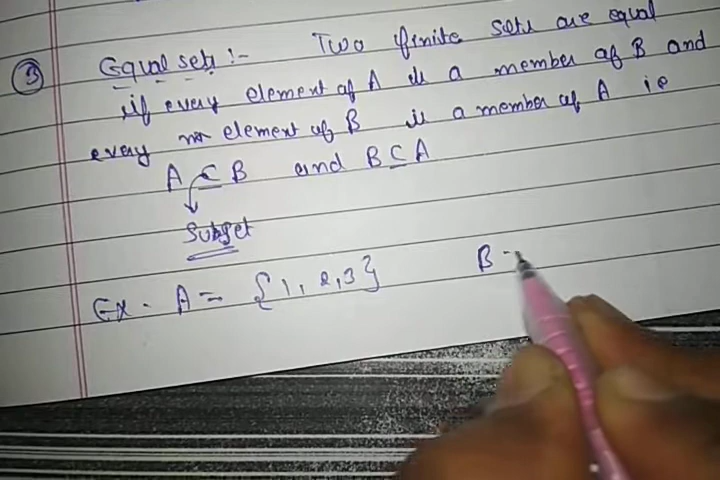 ③ Equal sets :- Two finite sets are equal
if every element of A is a member of B and
every element of B is a member of A ie
A ⊆ B and B ⊆ A
Subset
Ex - A = {1, 2, 3} B =